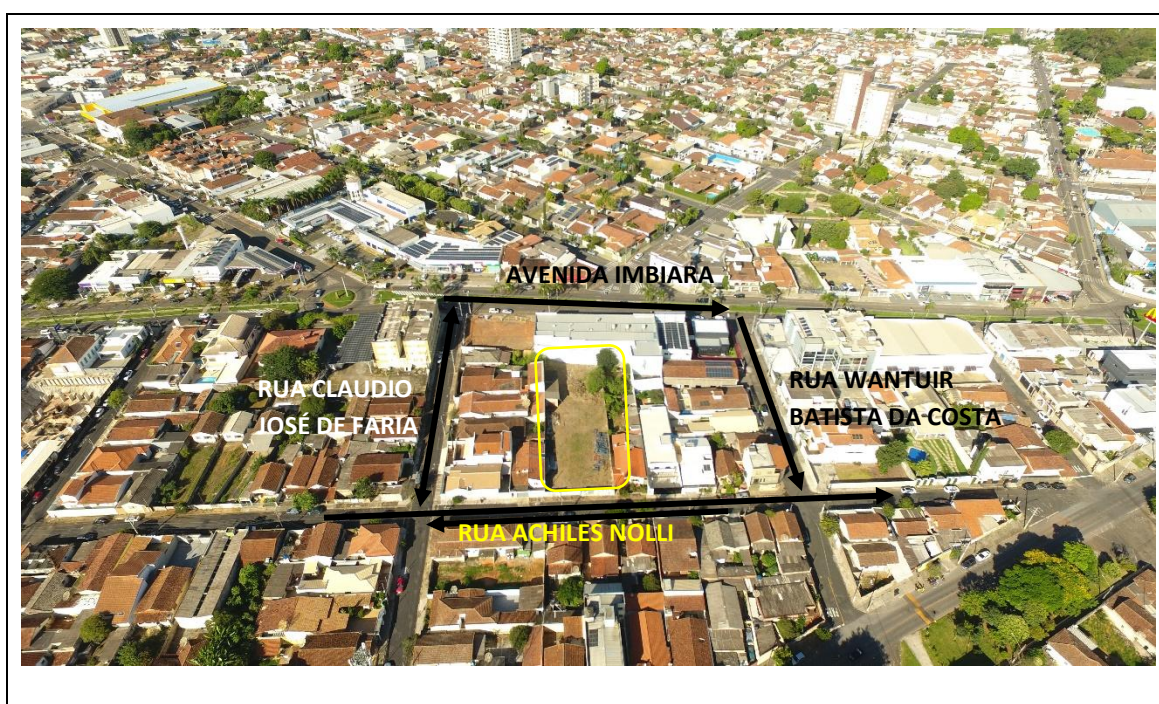 AVENIDA IMBIARA
RUA CLAUDIO
JOSÉ DE FARIA
RUA WANTUIR
BATISTA DA COSTA
RUA ACHILES NOLLI